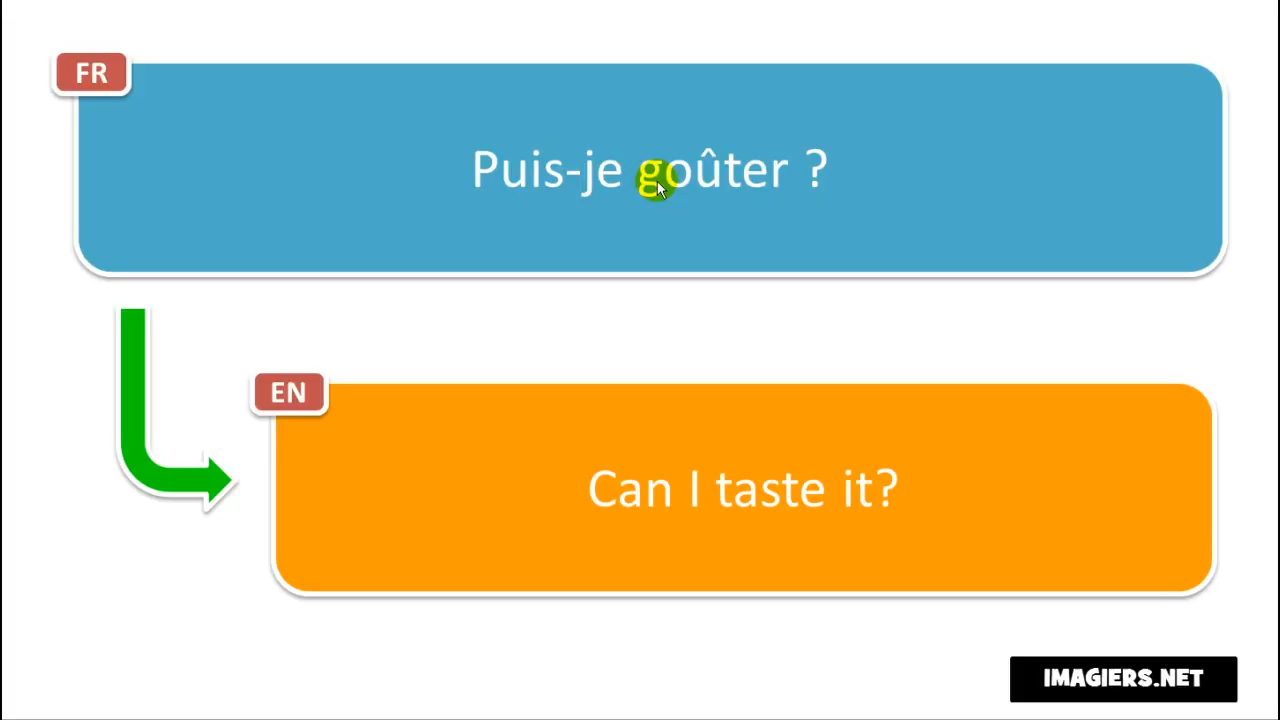 FR
Puis-je goûter ?
EN
Can I taste it?
IMAGIERS.NET